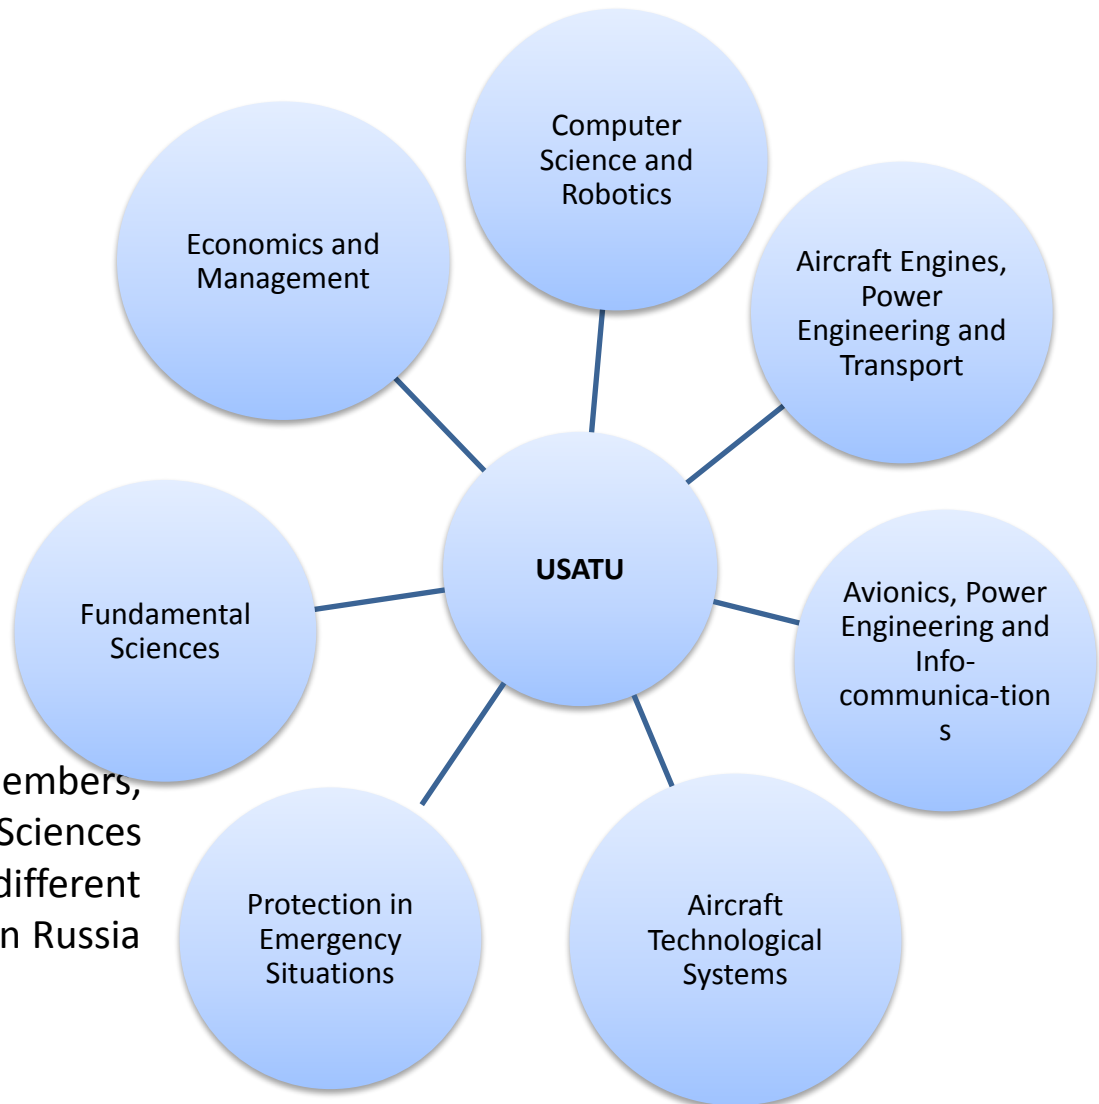 Computer
Science and
Robotics
Economics and
Management
Aircraft Engines,
Power
Engineering and
Transport
USATU
Fundamental
Sciences
Avionics, Power
Engineering and
Info-
communica-tion
s
embers,
Sciences
different
n Russia
Protection in
Emergency
Situations
Aircraft
Technological
Systems